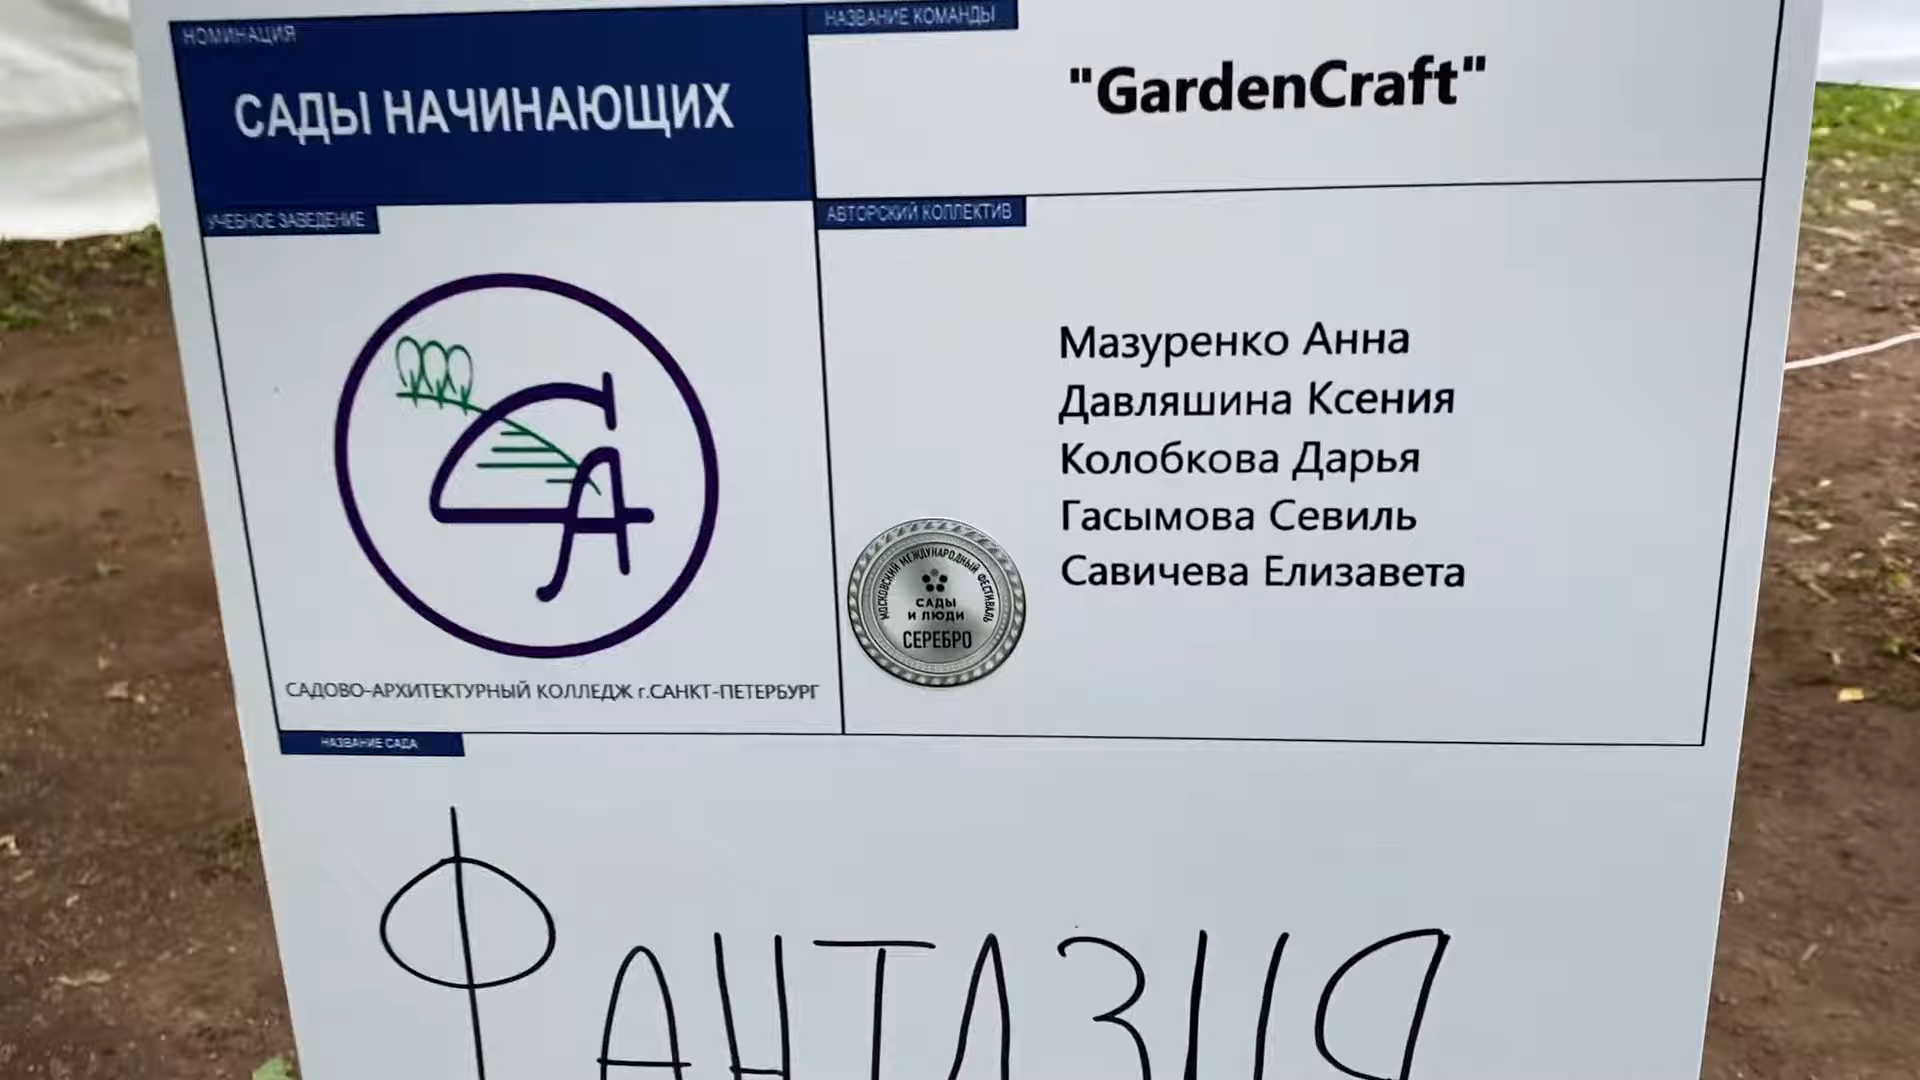 НОМИНАЦИЯ
САДЫ НАЧИНАЮЩИХ
НАЗВАНИЕ КОМАНДЫ
"GardenCraft"
УЧЕБНОЕ ЗАВЕДЕНИЕ
СА
САДОВО-АРХИТЕКТУРНЫЙ КОЛЛЕДЖ г.САНКТ-ПЕТЕРБУРГ
АВТОРСКИЙ КОЛЛЕКТИВ
Мазуренко Анна
Давляшина Ксения
Колобкова Дарья
Гасымова Севиль
Савичева Елизавета
МОСКОВСКИЙ МЕЖДУНАРОДНЫЙ ФЕСТИВАЛЬ
САДЫ
И ЛЮДИ
СЕРЕБРО
НАЗВАНИЕ САДА
ФАНТАЗИЯ